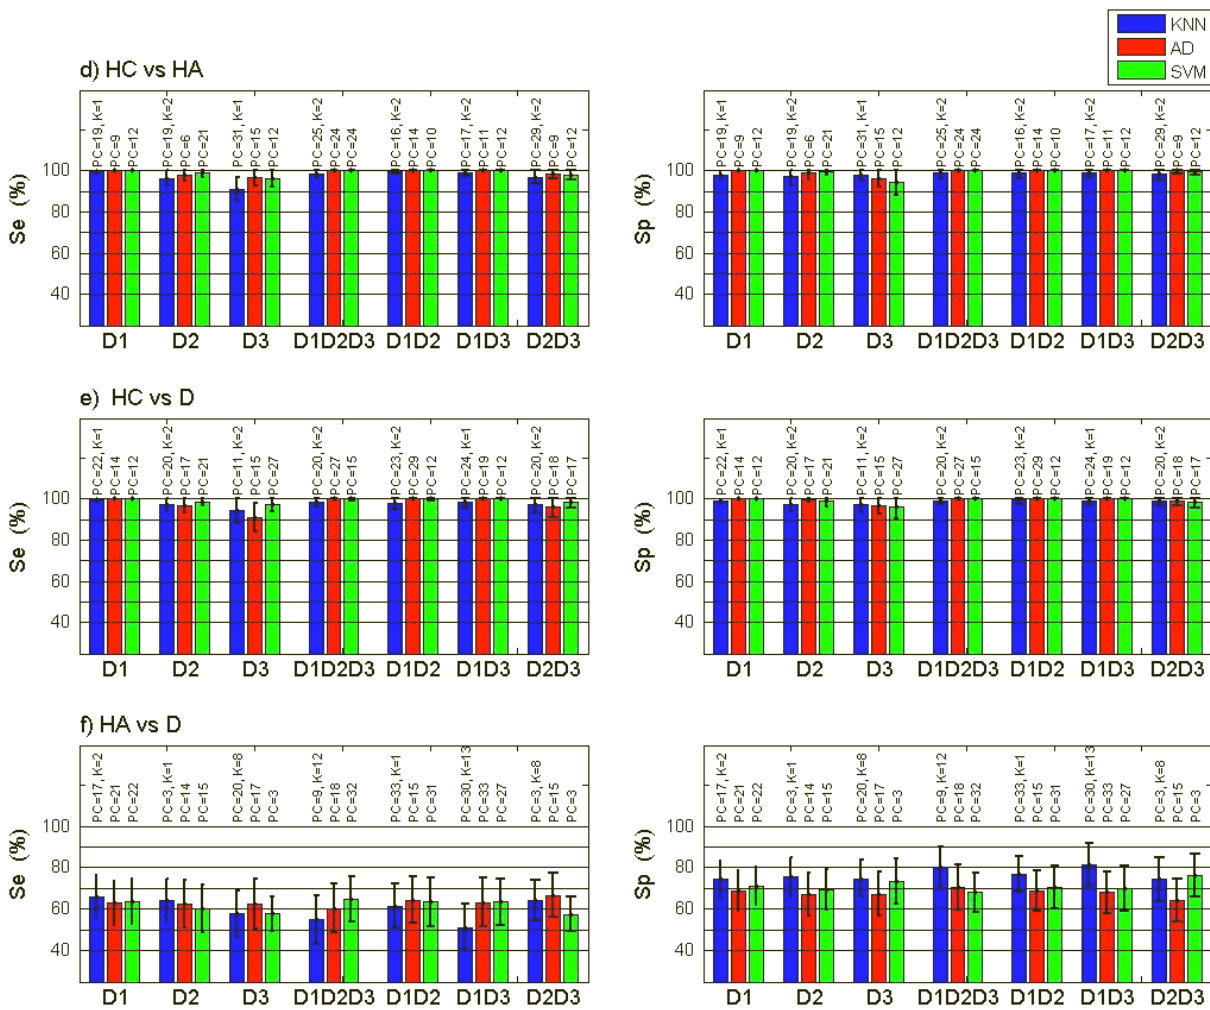 KNN
AD
SVM
d) HC vs HA
PC=19, K=1
PC=9
PC=12
PC=19, K=2
PC=6
PC=21
PC=31, K=1
PC=15
PC=12
PC=25, K=2
PC=24
PC=24
PC=16, K=2
PC=14
PC=10
PC=17, K=2
PC=11
PC=12
PC=29, K=2
PC=9
PC=12
Se (%)
100
80
60
40
D1 D2 D3 D1D2D3 D1D2 D1D3 D2D3
PC=19, K=1
PC=9
PC=12
PC=19, K=2
PC=6
PC=21
PC=31, K=1
PC=15
PC=12
PC=25, K=2
PC=24
PC=24
PC=16, K=2
PC=14
PC=10
PC=17, K=2
PC=11
PC=12
PC=29, K=2
PC=9
PC=12
Sp (%)
100
80
60
40
D1 D2 D3 D1D2D3 D1D2 D1D3 D2D3
e) HC vs D
PC=22, K=1
PC=14
PC=12
PC=20, K=2
PC=17
PC=21
PC=11, K=2
PC=15
PC=27
PC=20, K=2
PC=27
PC=15
PC=23, K=2
PC=29
PC=12
PC=24, K=1
PC=19
PC=12
PC=20, K=2
PC=18
PC=17
Se (%)
100
80
60
40
D1 D2 D3 D1D2D3 D1D2 D1D3 D2D3
PC=22, K=1
PC=14
PC=12
PC=20, K=2
PC=17
PC=21
PC=11, K=2
PC=15
PC=27
PC=20, K=2
PC=27
PC=15
PC=23, K=2
PC=29
PC=12
PC=24, K=1
PC=19
PC=12
PC=20, K=2
PC=18
PC=17
Sp (%)
100
80
60
40
D1 D2 D3 D1D2D3 D1D2 D1D3 D2D3
f) HA vs D
PC=17, K=2
PC=21
PC=22
PC=3, K=1
PC=14
PC=15
PC=20, K=8
PC=17
PC=3
PC=9, K=12
PC=18
PC=32
PC=33, K=1
PC=15
PC=31
PC=30, K=13
PC=33
PC=27
PC=3, K=8
PC=15
PC=3
Se (%)
100
80
60
40
D1 D2 D3 D1D2D3 D1D2 D1D3 D2D3
PC=17, K=2
PC=21
PC=22
PC=3, K=1
PC=14
PC=15
PC=20, K=8
PC=17
PC=3
PC=9, K=12
PC=18
PC=32
PC=33, K=1
PC=15
PC=31
PC=30, K=13
PC=33
PC=27
PC=3, K=8
PC=15
PC=3
Sp (%)
100
80
60
40
D1 D2 D3 D1D2D3 D1D2 D1D3 D2D3